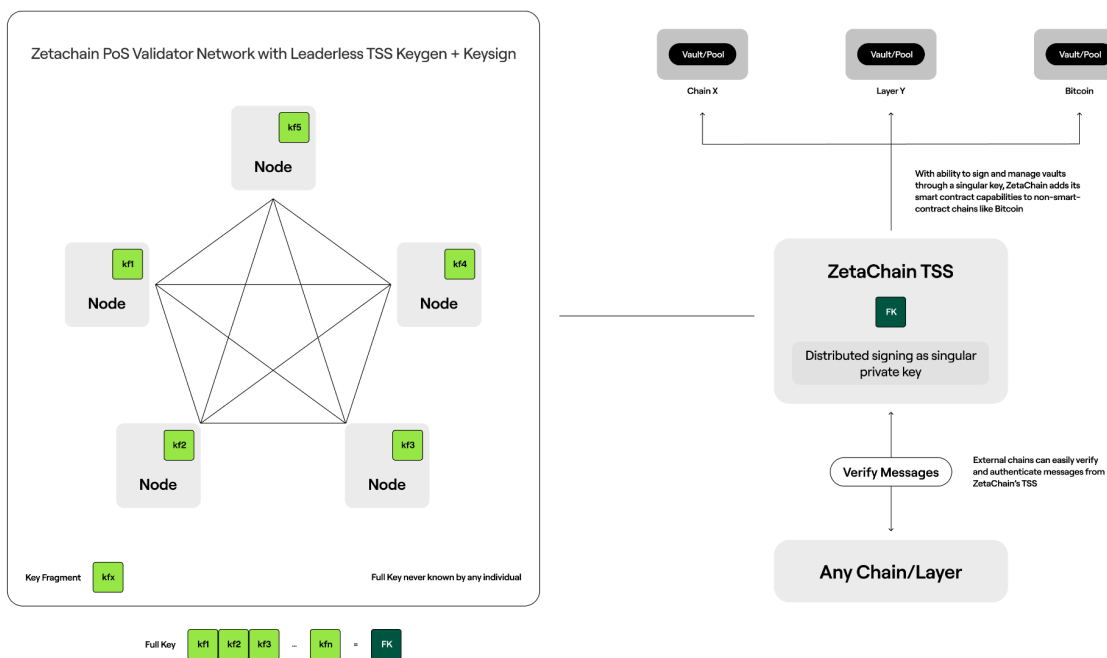 Zetachain PoS Validator Network with Leaderless TSS Keygen + Keysign
kf5
Node
kf1
Node
kf4
Node
kf2
Node
kf3
Node
Key Fragment
kfx
Full Key never known by any individual
Full Key
kf1
kf2
kf3
...
kfn
=
FK
Vault/Pool
Chain X
Vault/Pool
Layer Y
Vault/Pool
Bitcoin
With ability to sign and manage vaults
through a singular key, ZetaChain adds its
smart contract capabilities to non-smart-
contract chains like Bitcoin
ZetaChain TSS
FK
Distributed signing as singular
private key
Verify Messages
External chains can easily verify
and authenticate messages from
ZetaChain's TSS
Any Chain/Layer